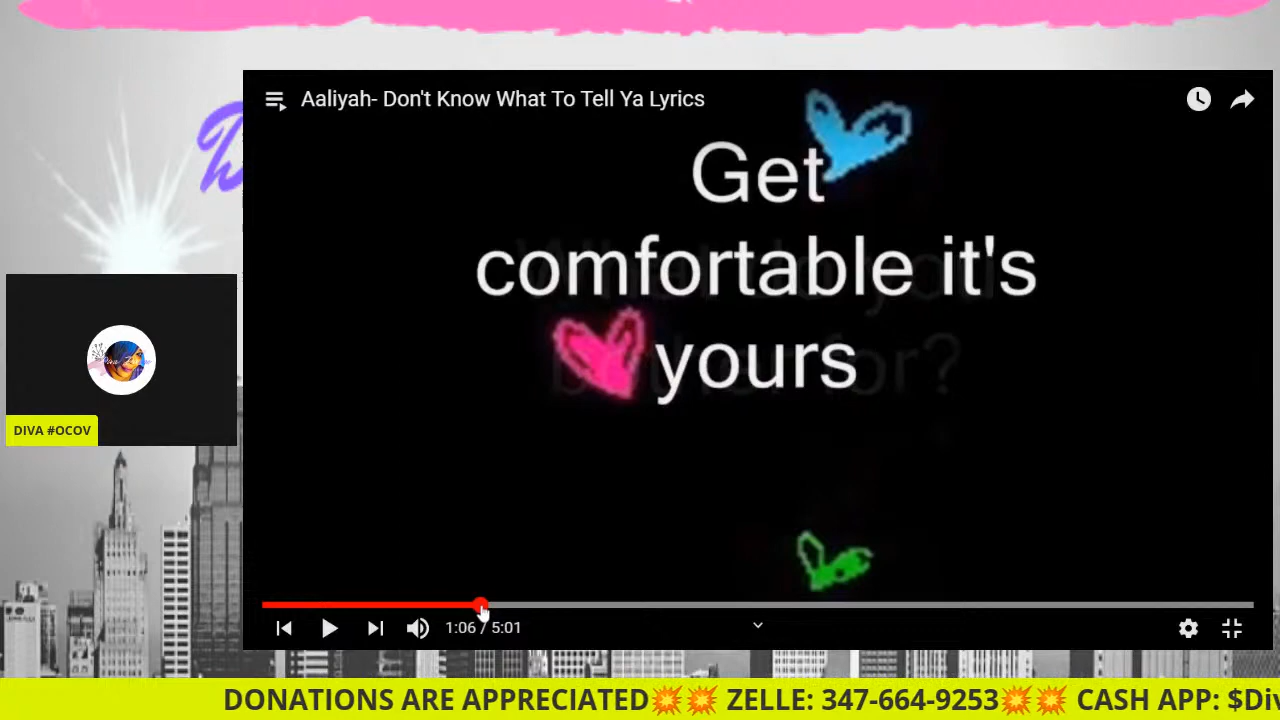 Aaliyah- Don't Know What To Tell Ya Lyrics
Get
comfortable it's
yours
DIVA #OCOV
1:06 / 5:01
DONATIONS ARE APPRECIATED💥💥 ZELLE: 347-664-9253💥💥 CASH APP: $Div